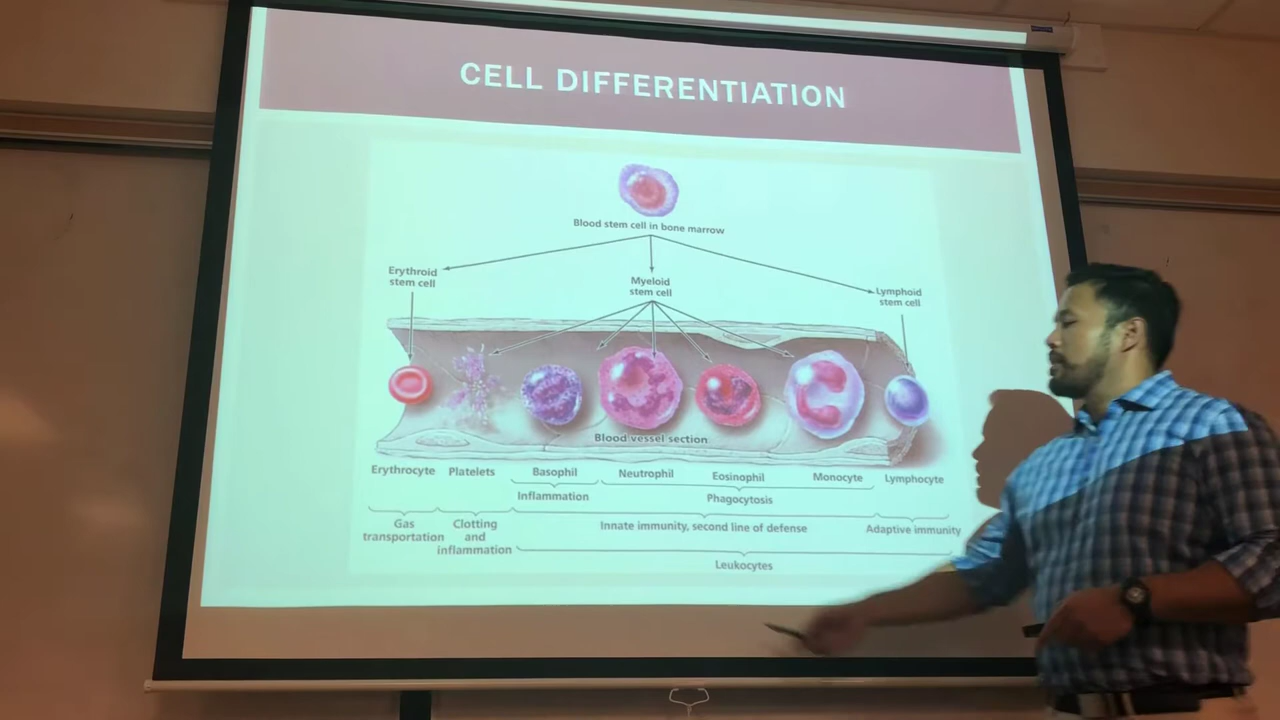 CELL DIFFERENTIATION
Blood stem cell in bone marrow
Erythroid
stem cell
Myeloid
stem cell
Lymphoid
stem cell
Blood vessel section
Erythrocyte
Platelets
Basophil
Neutrophil
Eosinophil
Monocyte
Lymphocyte
Inflammation
Phagocytosis
Gas
transportation
Clotting
and
inflammation
Innate immunity, second line of defense
Adaptive immunity
Leukocytes